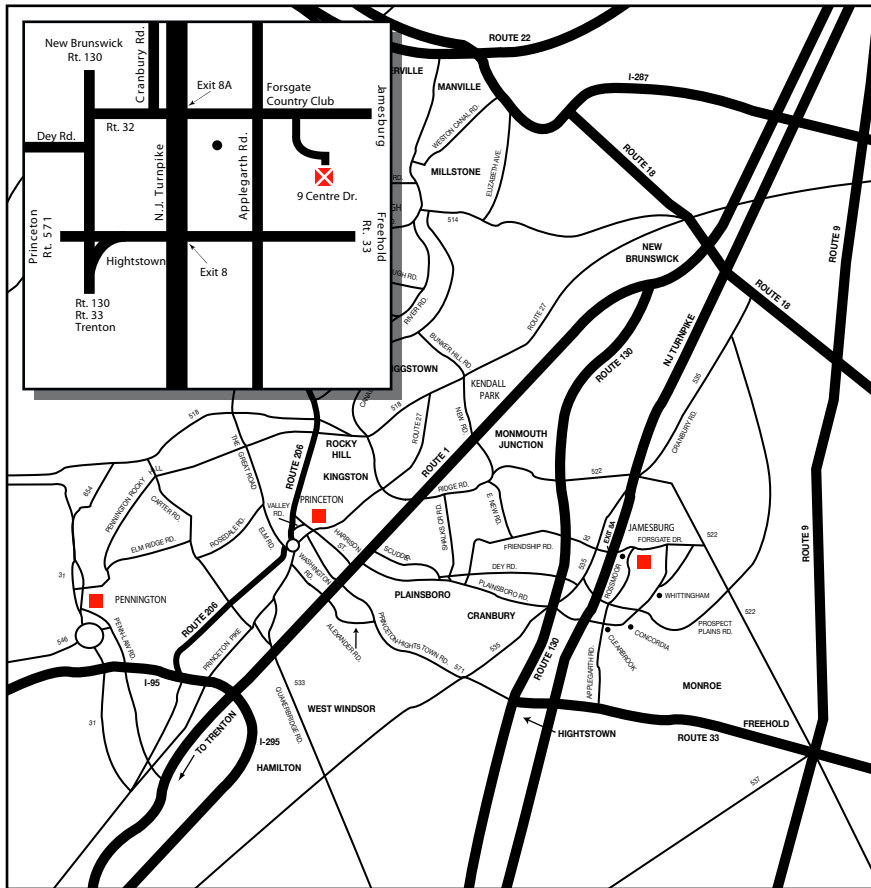 New Brunswick
Rt. 130
Cranbury Rd.
Exit 8A
Forsgate
Country Club
Jamesburg
Rt. 32
Dey Rd.
N.J. Turnpike
Applegarth Rd.
9 Centre Dr.
Princeton
Rt. 571
Freehold
Rt. 33
Hightstown
Exit 8
Rt. 130
Rt. 33
Trenton
ROUTE 22
MANVILLE
I-287
WESTON CANAL RD.
ROUTE 18
MILLSTONE
ELIZABETH AVE.
514
NEW
BRUNSWICK
ROUTE 9
ROUTE 18
RIVER RD.
ROUTE 27
BUNKER HILL RD.
NJ TURNPIKE
ROUTE 130
KENDALL
PARK
535
CRANBURY RD.
518
518
ROUTE 27
NEW RD.
THE GREAT ROAD
ROUTE 206
ROCKY
HILL
KINGSTON
ROUTE 1
MONMOUTH
JUNCTION
522
654
PENNINGTON ROCKY HILL
CARTER RD.
VALLEY
RD.
PRINCETON
RIDGE RD.
E. NEW RD.
ROUTE 9
ELM RIDGE RD.
ROSEDALE RD.
ELM RD.
HARRISON
ST.
FRIENDSHIP RD.
EXIT 8A
JAMESBURG
FORSGATE DR.
522
31
WASHINGTON
RD.
DEY RD.
535
ROSSMOOR
PENNINGTON
PLAINSBORO
PLAINSBORO RD.
WHITTINGHAM
546
PENN-LAW RD.
ROUTE 206
PRINCETON PIKE
ALEXANDER RD.
PRINCETON-HIGHTSTOWN RD.
CRANBURY
522
PROSPECT
PLAINS RD.
CONCORDIA
CLEARBROOK
571
535
ROUTE 130
APPLEGARTH RD.
I-95
533
QUAKERBRIDGE RD.
WEST WINDSOR
MONROE
31
TO TRENTON
I-295
HAMILTON
HIGHTSTOWN
ROUTE 33
FREEHOLD
537